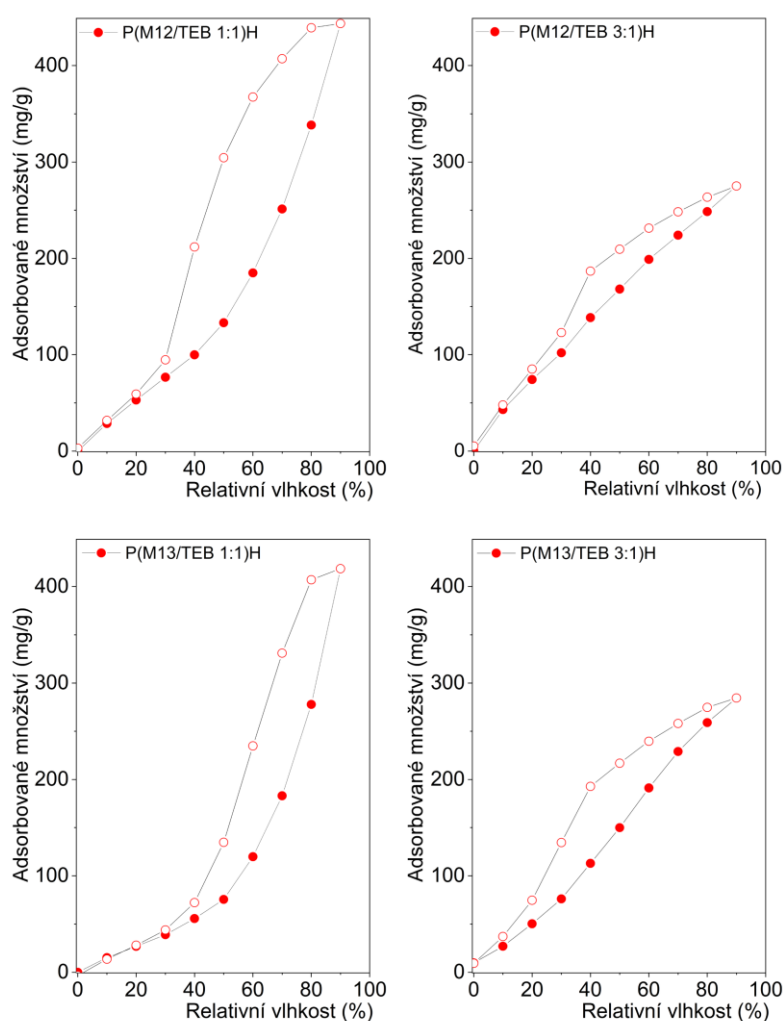 P(M12/TEB 1:1)H
400
300
200
100
0
Adsorbované množství (mg/g)
0 20 40 60 80 100
Relativní vlhkost (%)
P(M12/TEB 3:1)H
400
300
200
100
0
Adsorbované množství (mg/g)
0 20 40 60 80 100
Relativní vlhkost (%)
P(M13/TEB 1:1)H
400
300
200
100
0
Adsorbované množství (mg/g)
0 20 40 60 80 100
Relativní vlhkost (%)
P(M13/TEB 3:1)H
400
300
200
100
0
Adsorbované množství (mg/g)
0 20 40 60 80 100
Relativní vlhkost (%)